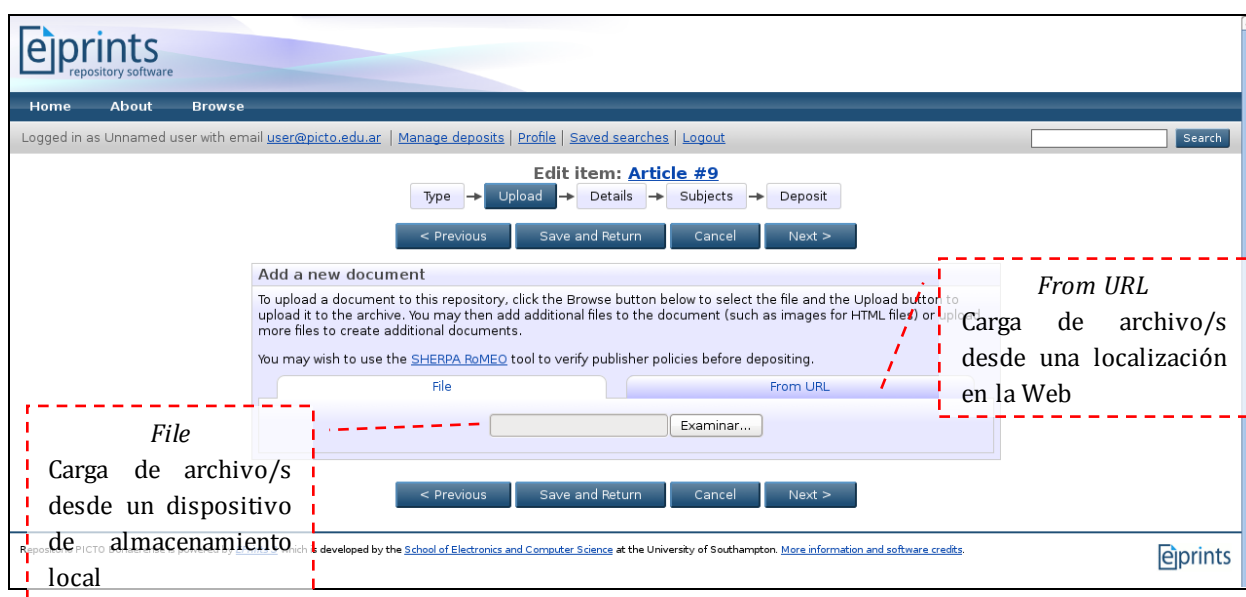 eprints
repository software
Home About Browse
Logged in as Unnamed user with email user@picto.edu.ar | Manage deposits | Profile | Saved searches | Logout
Search
Edit item: Article #9
Type → Upload → Details → Subjects → Deposit
< Previous Save and Return Cancel Next >
Add a new document
To upload a document to this repository, click the Browse button below to select the file and the Upload button to
upload it to the archive. You may then add additional files to the document (such as images for HTML files) or upload
more files to create additional documents.
You may wish to use the SHERPA RoMEO tool to verify publisher policies before depositing.
File From URL
Examinar...
From URL
Carga de archivo/s
desde una localización
en la Web
File
Carga de archivo/s
desde un dispositivo
de almacenamiento
local
< Previous Save and Return Cancel Next >
PICTO which is developed by the School of Electronics and Computer Science at the University of Southampton. More information and software credits.
eprints